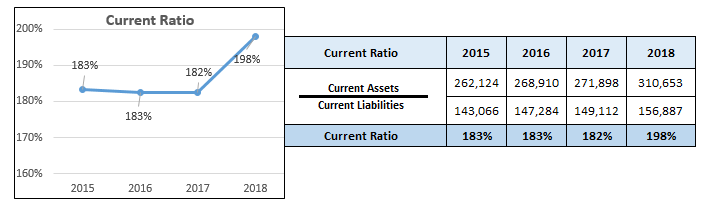 Current Ratio
200%
190%
180%
170%
160%
183%
183%
182%
198%
2015 2016 2017 2018
Current Ratio 2015 2016 2017 2018
Current Assets 262,124 268,910 271,898 310,653
Current Liabilities 143,066 147,284 149,112 156,887
Current Ratio 183% 183% 182% 198%